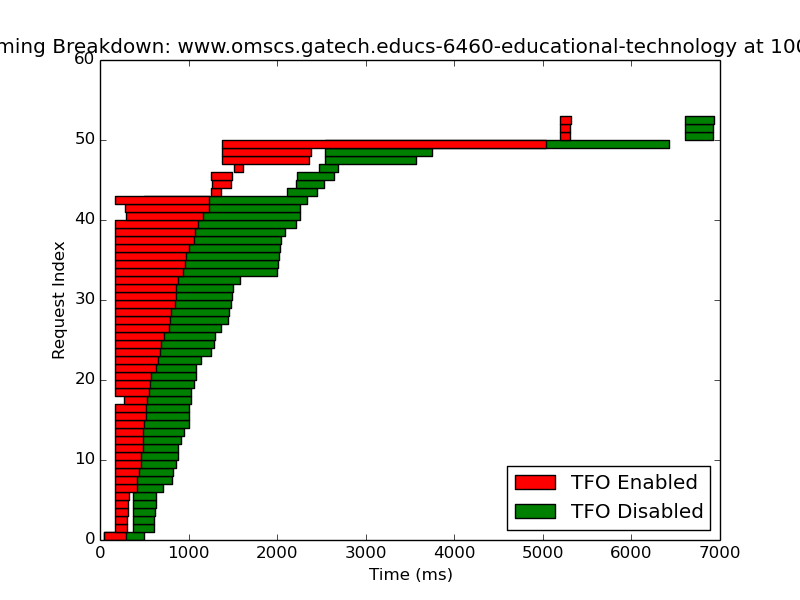 ming Breakdown: www.omscs.gatech.educs-6460-educational-technology at 100
60
50
40
30
20
10
0
Request Index
TFO Enabled
TFO Disabled
0 1000 2000 3000 4000 5000 6000 7000
Time (ms)